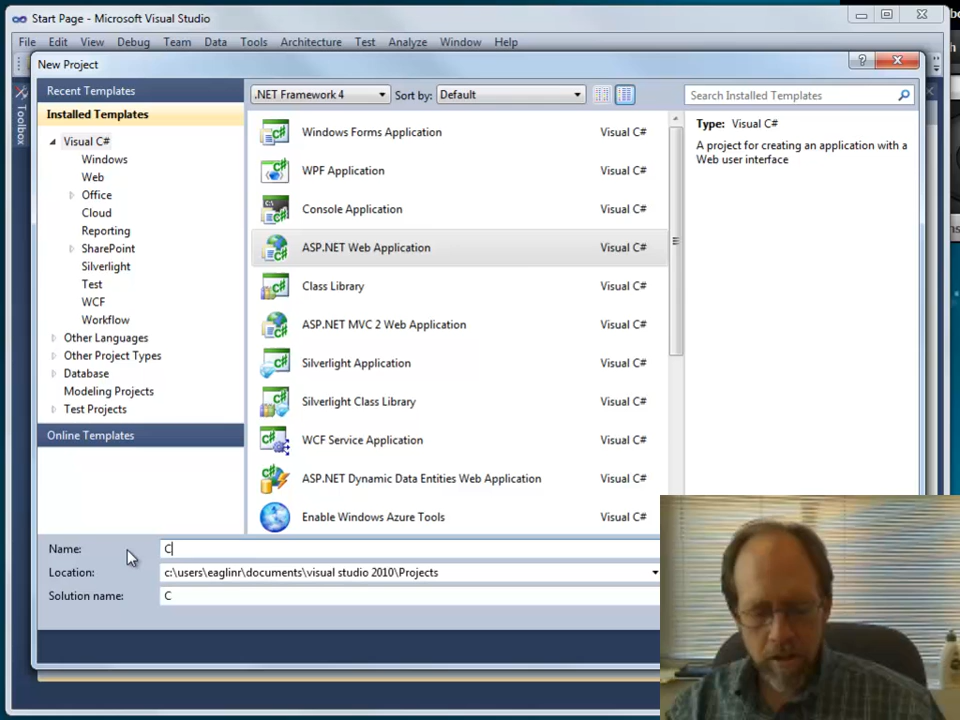 Start Page - Microsoft Visual Studio
File Edit View Debug Team Data Tools Architecture Test Analyze Window Help
New Project
Toolbox
Recent Templates
Installed Templates
Visual C#
Windows
Web
Office
Cloud
Reporting
SharePoint
Silverlight
Test
WCF
Workflow
Other Languages
Other Project Types
Database
Modeling Projects
Test Projects
Online Templates
.NET Framework 4 Sort by: Default
Windows Forms Application Visual C#
WPF Application Visual C#
Console Application Visual C#
ASP.NET Web Application Visual C#
Class Library Visual C#
ASP.NET MVC 2 Web Application Visual C#
Silverlight Application Visual C#
Silverlight Class Library Visual C#
WCF Service Application Visual C#
ASP.NET Dynamic Data Entities Web Application Visual C#
Enable Windows Azure Tools Visual C#
Search Installed Templates
Type: Visual C#
A project for creating an application with a
Web user interface
Name: C
Location: c:\users\eaglinr\documents\visual studio 2010\Projects
Solution name: C